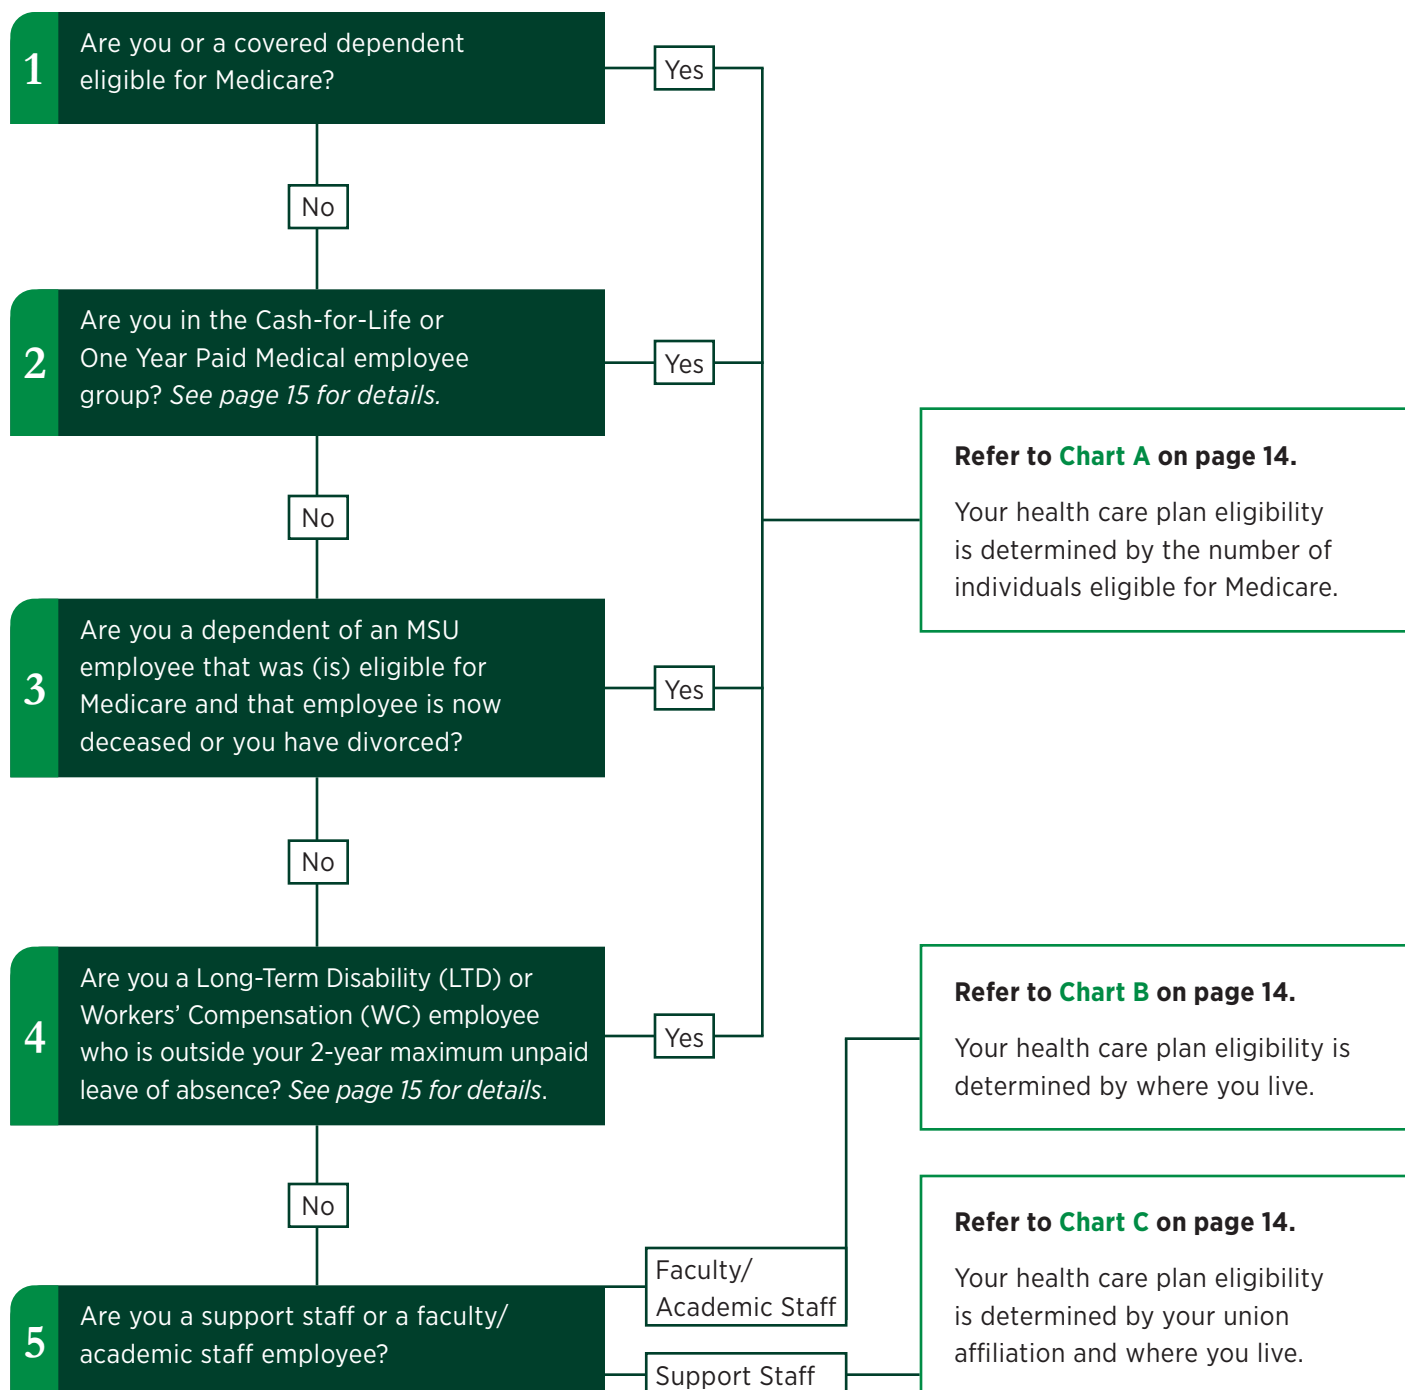 1
Are you or a covered dependent
eligible for Medicare?
Yes
No
2
Are you in the Cash-for-Life or
One Year Paid Medical employee
group? See page 15 for details.
Yes
No
Refer to Chart A on page 14.
Your health care plan eligibility
is determined by the number of
individuals eligible for Medicare.
3
Are you a dependent of an MSU
employee that was (is) eligible for
Medicare and that employee is now
deceased or you have divorced?
Yes
No
4
Are you a Long-Term Disability (LTD) or
Workers’ Compensation (WC) employee
who is outside your 2-year maximum unpaid
leave of absence? See page 15 for details.
Yes
No
Refer to Chart B on page 14.
Your health care plan eligibility is
determined by where you live.
5
Are you a support staff or a faculty/
academic staff employee?
Faculty/
Academic Staff
Support Staff
Refer to Chart C on page 14.
Your health care plan eligibility
is determined by your union
affiliation and where you live.